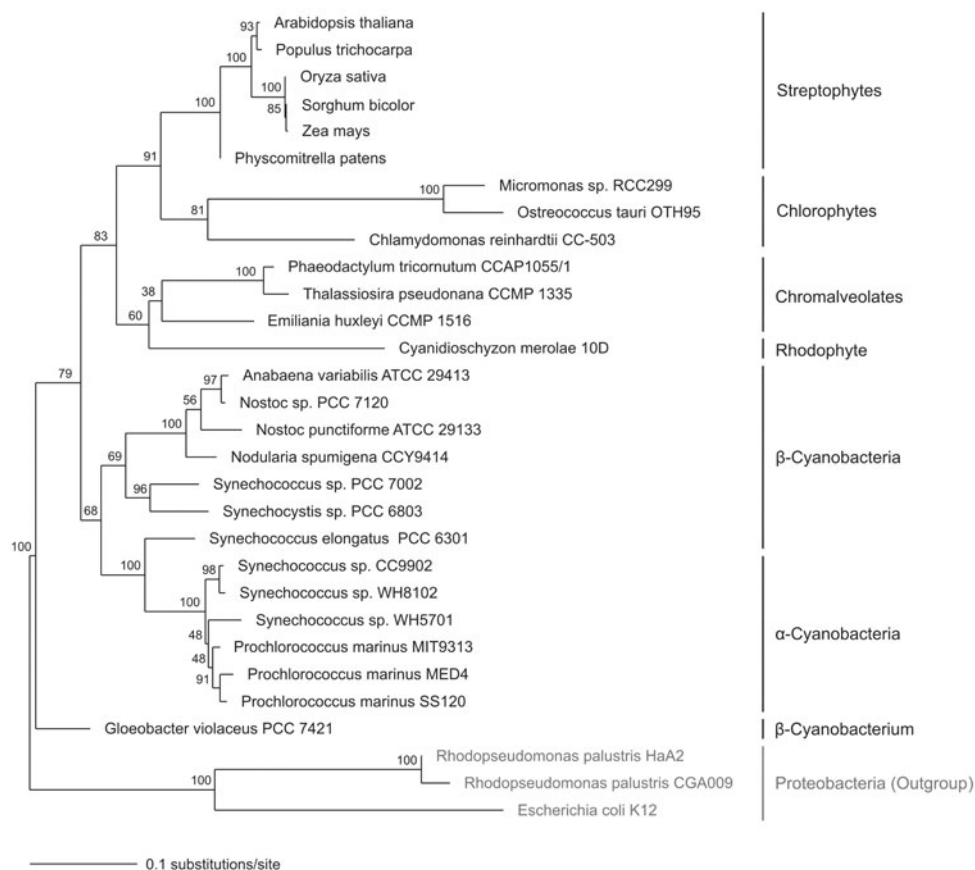 93 Arabidopsis thaliana
Populus trichocarpa
100
100 Oryza sativa
Streptophytes
100
85 Sorghum bicolor
Zea mays
Physcomitrella patens
91
100 Micromonas sp. RCC299
Ostreococcus tauri OTH95
81
Chlorophytes
Chlamydomonas reinhardtii CC-503
83
100 Phaeodactylum tricornutum CCAP1055/1
38 Thalassiosira pseudonana CCMP 1335
Chromalveolates
60 Emiliania huxleyi CCMP 1516
Cyanidioschyzon merolae 10D
Rhodophyte
79
97 Anabaena variabilis ATCC 29413
56 Nostoc sp. PCC 7120
100 Nostoc punctiforme ATCC 29133
69 Nodularia spumigena CCY9414
β-Cyanobacteria
96 Synechococcus sp. PCC 7002
68 Synechocystis sp. PCC 6803
Synechococcus elongatus PCC 6301
100
100
98 Synechococcus sp. CC9902
Synechococcus sp. WH8102
100
48 Synechococcus sp. WH5701
α-Cyanobacteria
48 Prochlorococcus marinus MIT9313
91 Prochlorococcus marinus MED4
Prochlorococcus marinus SS120
Gloeobacter violaceus PCC 7421
β-Cyanobacterium
100 Rhodopseudomonas palustris HaA2
100 Rhodopseudomonas palustris CGA009
Proteobacteria (Outgroup)
Escherichia coli K12
0.1 substitutions/site